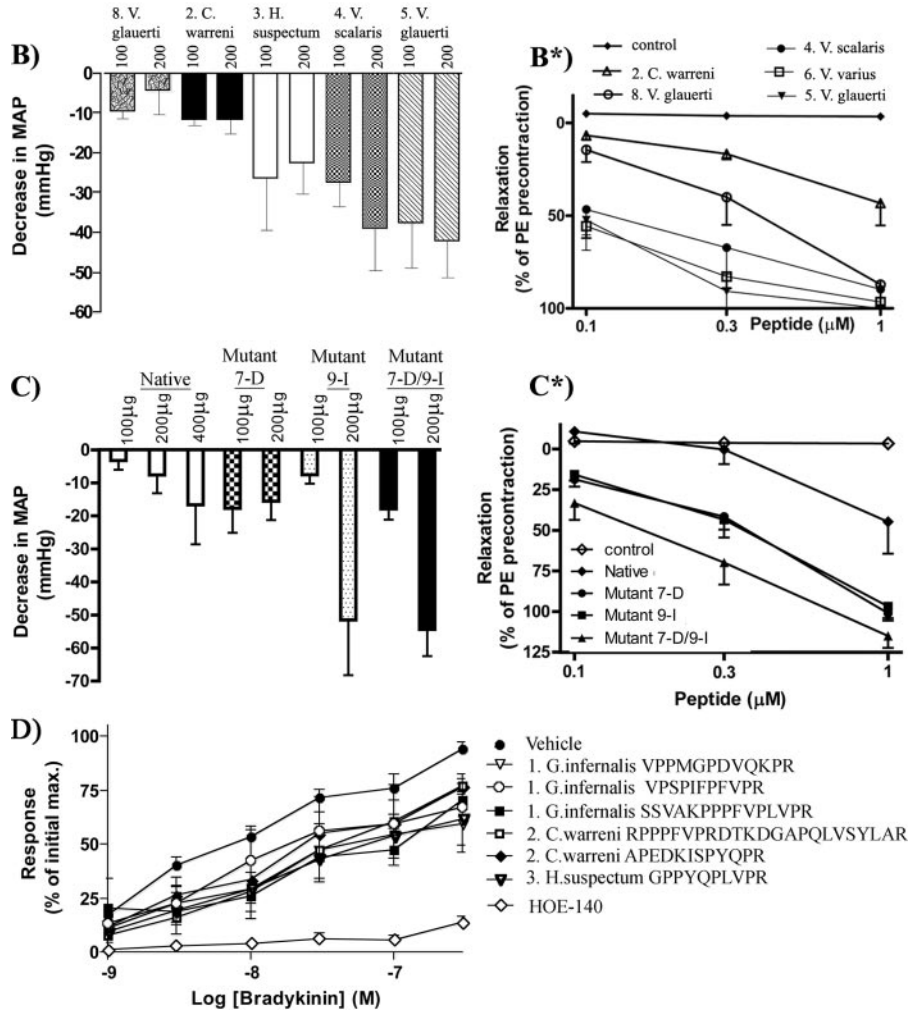 B)
8. V. glauerti
2. C. warreni
3. H. suspectum
4. V. scalaris
5. V. glauerti
100
200
100
200
100
200
100
200
100
200
Decrease in MAP
(mmHg)
0
-10
-20
-30
-40
-50
-60
B*)
control
2. C. warreni
8. V. glauerti
4. V. scalaris
6. V. varius
5. V. glauerti
Relaxation
(% of PE precontraction)
0
50
100
0.1
0.3
1
Peptide (µM)
C)
Native
Mutant
7-D
Mutant
9-I
Mutant
7-D/9-I
100µg
200µg
400µg
100µg
200µg
100µg
200µg
100µg
200µg
Decrease in MAP
(mmHg)
0
-10
-20
-30
-40
-50
-60
-70
C*)
Relaxation
(% of PE precontraction)
0
25
50
75
100
125
control
Native
Mutant 7-D
Mutant 9-I
Mutant 7-D/9-I
0.1
0.3
1
Peptide (µM)
D)
Response
(% of initial max.)
100
75
50
25
0
-9
-8
-7
Log [Bradykinin] (M)
Vehicle
1. G.infernalis VPPMGPDVQKPR
1. G.infernalis VPSPIFPFVPR
1. G.infernalis SSVAKPPPFVPLVPR
2. C.warreni RPPPFVPRDTKDGAPQLVSYLAR
2. C.warreni APEDKISPYQPR
3. H.suspectum GPPYQPLVPR
HOE-140